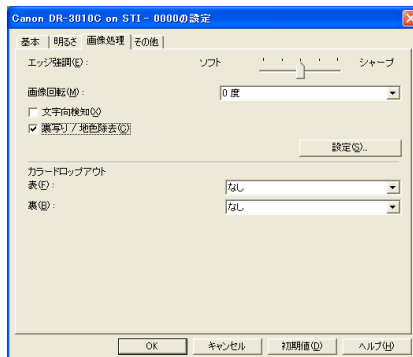 Canon DR-3010C on STI - 0000の設定
基本 明るさ 画像処理 その他
エッジ強調(E): ソフト シャープ
画像回転(M): 0 度
文字向検知(X)
裏写り / 地色除去(C)
設定(S)...
カラードロップアウト
表(F): なし
裏(B): なし
OK キャンセル 初期値(D) ヘルプ(H)